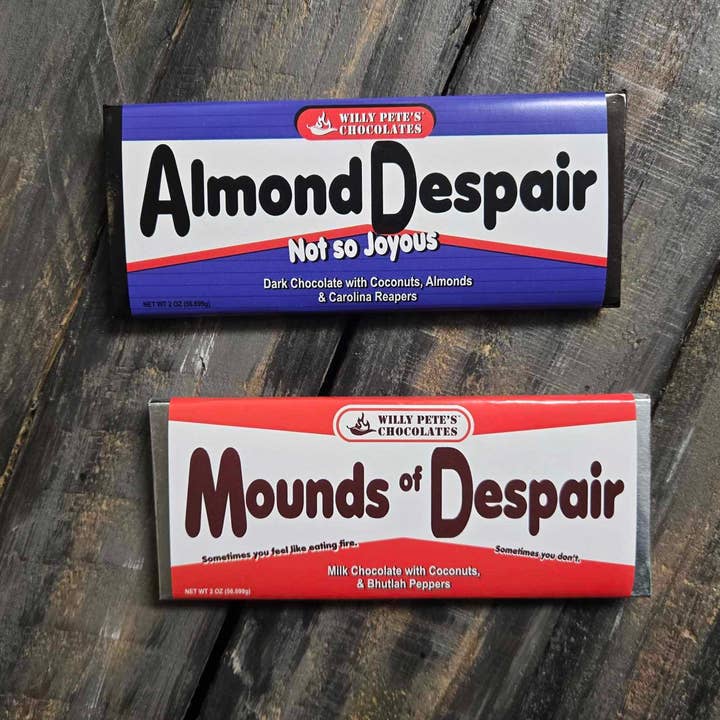 WILLY PETE'S
CHOCOLATES
Almond Despair
Not so Joyous
Dark Chocolate with Coconuts, Almonds
& Carolina Reapers
NET WT 2 OZ (56.699g)
WILLY PETE'S
CHOCOLATES
Mounds of Despair
Sometimes you feel like eating fire.
Sometimes you don't.
Milk Chocolate with Coconuts,
& Bhutlah Peppers
NET WT 2 OZ (56.699g)